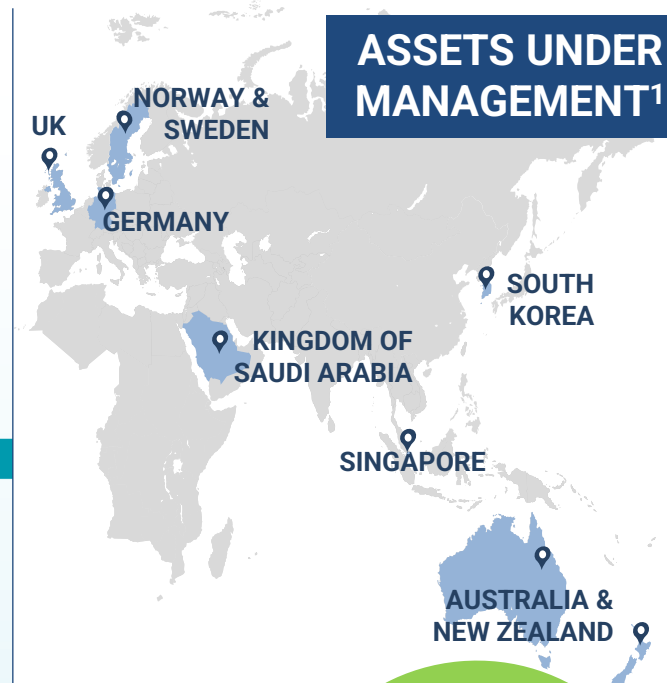 ASSETS UNDER
MANAGEMENT¹
NORWAY &
SWEDEN
UK
GERMANY
SOUTH
KOREA
KINGDOM OF
SAUDI ARABIA
SINGAPORE
AUSTRALIA &
NEW ZEALAND